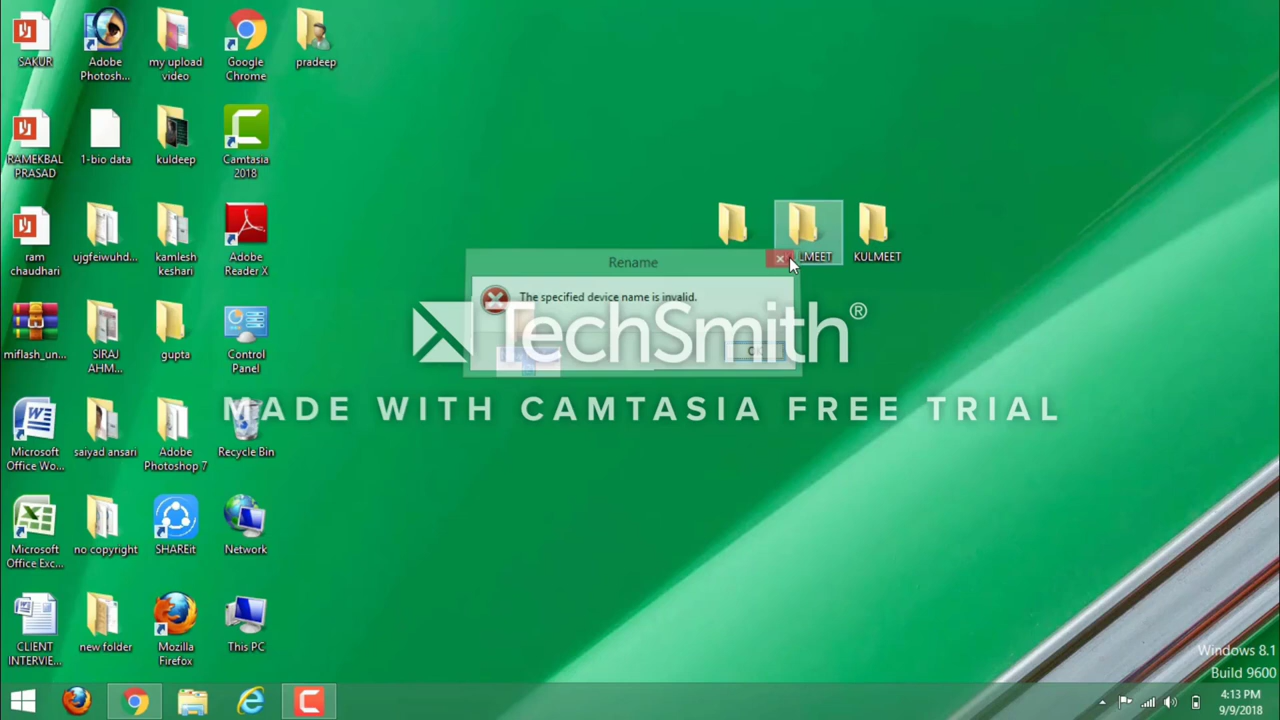 SAKUR
Adobe
Photosh...
my upload
video
Google
Chrome
pradeep
RAMEKBAL
PRASAD
1-bio data
kuldeep
Camtasia
2018
ram
chaudhari
ujgfeiwuhd...
kamlesh
keshari
Adobe
Reader X
LMEET
KULMEET
Rename
The specified device name is invalid.
TechSmith®
MADE WITH CAMTASIA FREE TRIAL
miflash_un...
SIRAJ
AHM...
gupta
Control
Panel
Microsoft
Office Wo...
saiyad ansari
Adobe
Photoshop 7
Recycle Bin
Microsoft
Office Exc...
no copyright
SHAREit
Network
CLIENT
INTERVIE...
new folder
Mozilla
Firefox
This PC
Windows 8.1
Build 9600
4:13 PM
9/9/2018